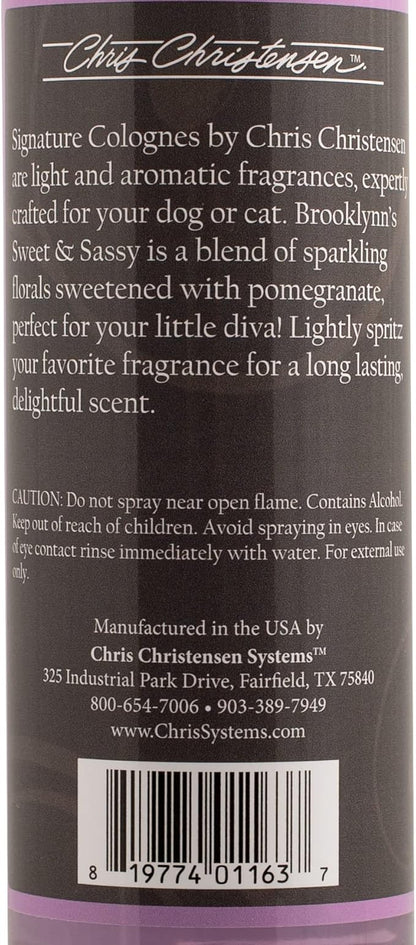 Chris Christensen™
Signature Colognes by Chris Christensen
are light and aromatic fragrances, expertly
crafted for your dog or cat. Brooklynn's
Sweet & Sassy is a blend of sparkling
florals sweetened with pomegranate,
perfect for your little diva! Lightly spritz
your favorite fragrance for a long lasting,
delightful scent.
CAUTION: Do not spray near open flame. Contains Alcohol.
Keep out of reach of children. Avoid spraying in eyes. In case
of eye contact rinse immediately with water. For external use
only.
Manufactured in the USA by
Chris Christensen Systems™
325 Industrial Park Drive, Fairfield, TX 75840
800-654-7006 • 903-389-7949
www.ChrisSystems.com
8 19774 01163 7